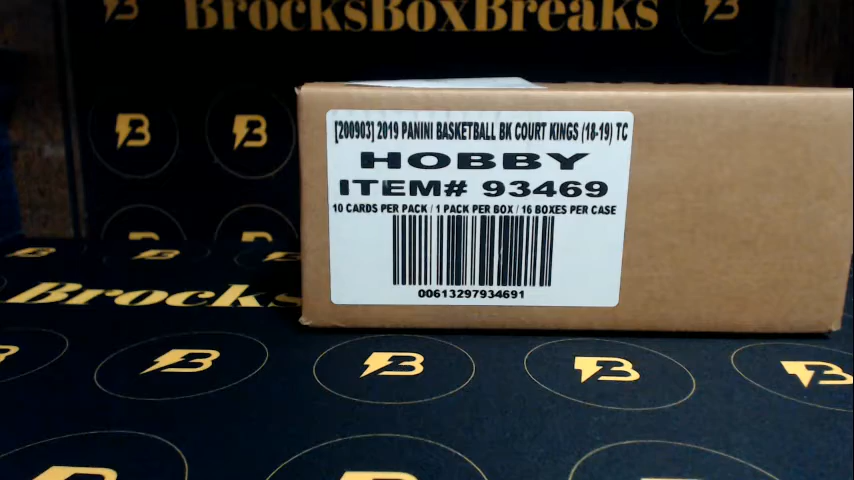 BrocksBoxBreaks
[200903] 2019 PANINI BASKETBALL BK COURT KINGS (18-19) TC
HOBBY
ITEM# 93469
10 CARDS PER PACK / 1 PACK PER BOX / 16 BOXES PER CASE
00613297934691
Brocks